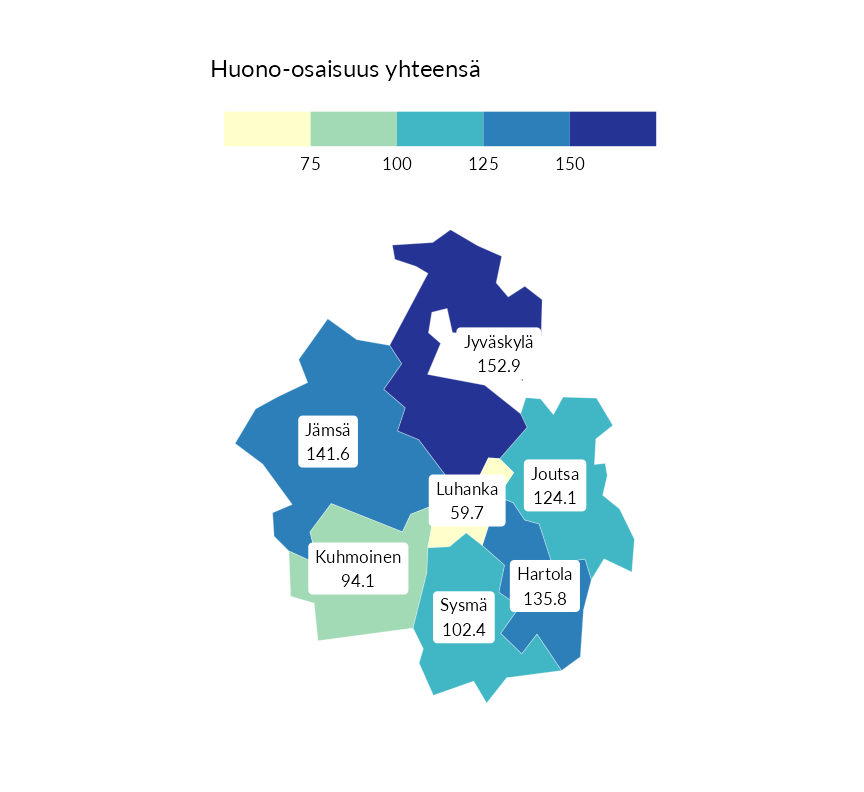 Huono-osaisuus yhteensä
75 100 125 150
Jyväskylä
152.9
Jämsä
141.6
Joutsa
124.1
Luhanka
59.7
Kuhmoinen
94.1
Hartola
135.8
Sysmä
102.4